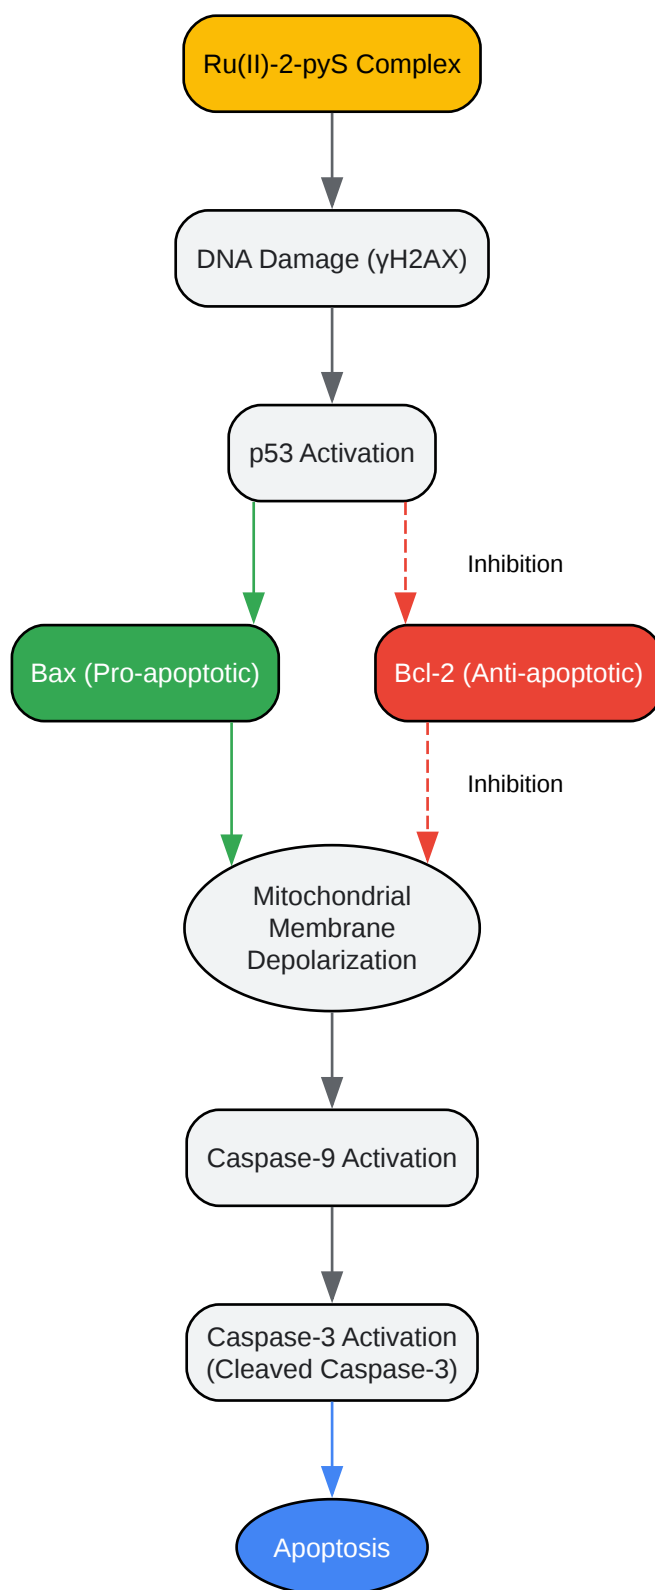 Ru(II)-2-pyS Complex
DNA Damage (γH2AX)
p53 Activation
Inhibition
Bax (Pro-apoptotic)
Bcl-2 (Anti-apoptotic)
Inhibition
Mitochondrial
Membrane
Depolarization
Caspase-9 Activation
Caspase-3 Activation
(Cleaved Caspase-3)
Apoptosis